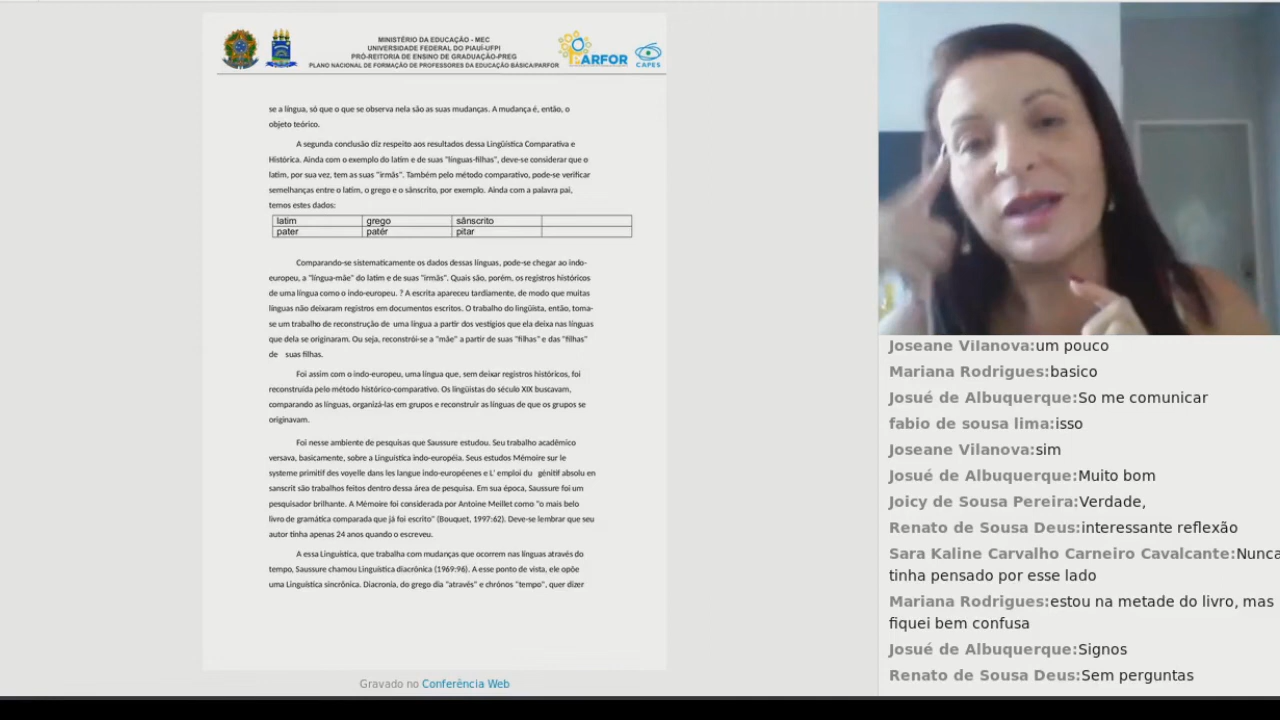 MINISTÉRIO DA EDUCAÇÃO - MEC
UNIVERSIDADE FEDERAL DO PIAUÍ-UFPI
PRÓ-REITORIA DE ENSINO DE GRADUAÇÃO-PREG
PLANO NACIONAL DE FORMAÇÃO DE PROFESSORES DA EDUCAÇÃO BÁSICA/PARFOR
PARFOR
CAPES
se a língua, só que o que se observa nela são as suas mudanças. A mudança é, então, o
objeto teórico.
A segunda conclusão diz respeito aos resultados dessa Lingüística Comparativa e
Histórica. Ainda com o exemplo do latim e de suas "línguas-filhas", deve-se considerar que o
latim, por sua vez, tem as suas "irmãs". Também pelo método comparativo, pode-se verificar
semelhanças entre o latim, o grego e o sânscrito, por exemplo. Ainda com a palavra pai,
temos estes dados:
latim grego sânscrito
pater patér pitar
Comparando-se sistematicamente os dados dessas línguas, pode-se chegar ao indo-
europeu, a "língua-mãe" do latim e de suas "irmãs". Quais são, porém, os registros históricos
de uma língua como o indo-europeu. ? A escrita apareceu tardiamente, de modo que muitas
línguas não deixaram registros em documentos escritos. O trabalho do lingüista, então, toma-
se um trabalho de reconstrução de uma língua a partir dos vestígios que ela deixa nas línguas
que dela se originaram. Ou seja, reconstrói-se a "mãe" a partir de suas "filhas" e das "filhas"
de suas filhas.
Foi assim com o indo-europeu, uma língua que, sem deixar registros históricos, foi
reconstruída pelo método histórico-comparativo. Os lingüistas do século XIX buscavam,
comparando as línguas, organizá-las em grupos e reconstruir as línguas de que os grupos se
originavam.
Foi nesse ambiente de pesquisas que Saussure estudou. Seu trabalho acadêmico
versava, basicamente, sobre a Linguística indo-européia. Seus estudos Mémoire sur le
systeme primitif des voyelle dans les langue indo-européenes e L' emploi du génitif absolu en
sanscrit são trabalhos feitos dentro dessa área de pesquisa. Em sua época, Saussure foi um
pesquisador brilhante. A Mémoire foi considerada por Antoine Meillet como "o mais belo
livro de gramática comparada que já foi escrito" (Bouquet, 1997:62). Deve-se lembrar que seu
autor tinha apenas 24 anos quando o escreveu.
A essa Linguística, que trabalha com mudanças que ocorrem nas línguas através do
tempo, Saussure chamou Linguística diacrônica (1969:96). A esse ponto de vista, ele opõe
uma Linguística sincrônica. Diacronia, do grego dia "através" e chrónos "tempo", quer dizer
Gravado no Conferência Web
Joseane Vilanova:um pouco
Mariana Rodrigues:basico
Josué de Albuquerque:So me comunicar
fabio de sousa lima:isso
Joseane Vilanova:sim
Josué de Albuquerque:Muito bom
Joicy de Sousa Pereira:Verdade,
Renato de Sousa Deus:interessante reflexão
Sara Kaline Carvalho Carneiro Cavalcante:Nunca
tinha pensado por esse lado
Mariana Rodrigues:estou na metade do livro, mas
fiquei bem confusa
Josué de Albuquerque:Signos
Renato de Sousa Deus:Sem perguntas